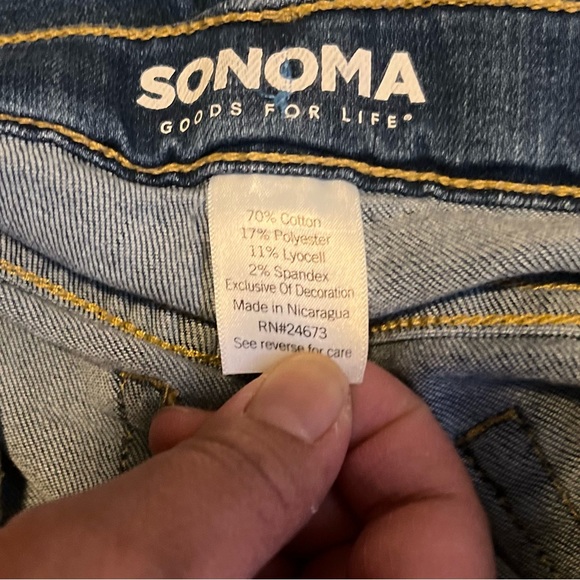 SONOMA
GOODS FOR LIFE®
70% Cotton
17% Polyester
11% Lyocell
2% Spandex
Exclusive Of Decoration
Made in Nicaragua
RN#24673
See reverse for care